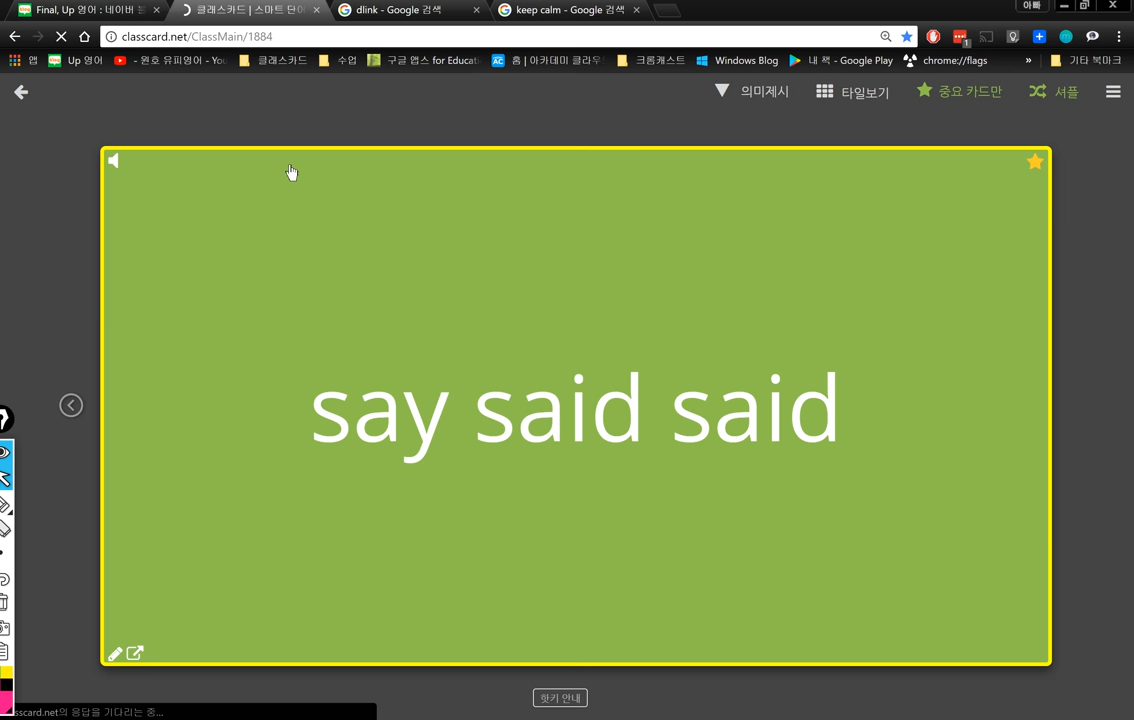 Final, Up 영어 : 네이버 블
클래스카드 | 스마트 단어
dlink - Google 검색
keep calm - Google 검색
아빠
classcard.net/ClassMain/1884
앱
Up 영어
- 원호 유피영어 - You
클래스카드
수업
구글 앱스 for Educati
홈 | 아카데미 클라우
크롬캐스트
Windows Blog
내 책 - Google Play
chrome://flags
»
기타 북마크
의미제시
타일보기
중요 카드만
셔플
say said said
핫키 안내
sscard.net의 응답을 기다리는 중...